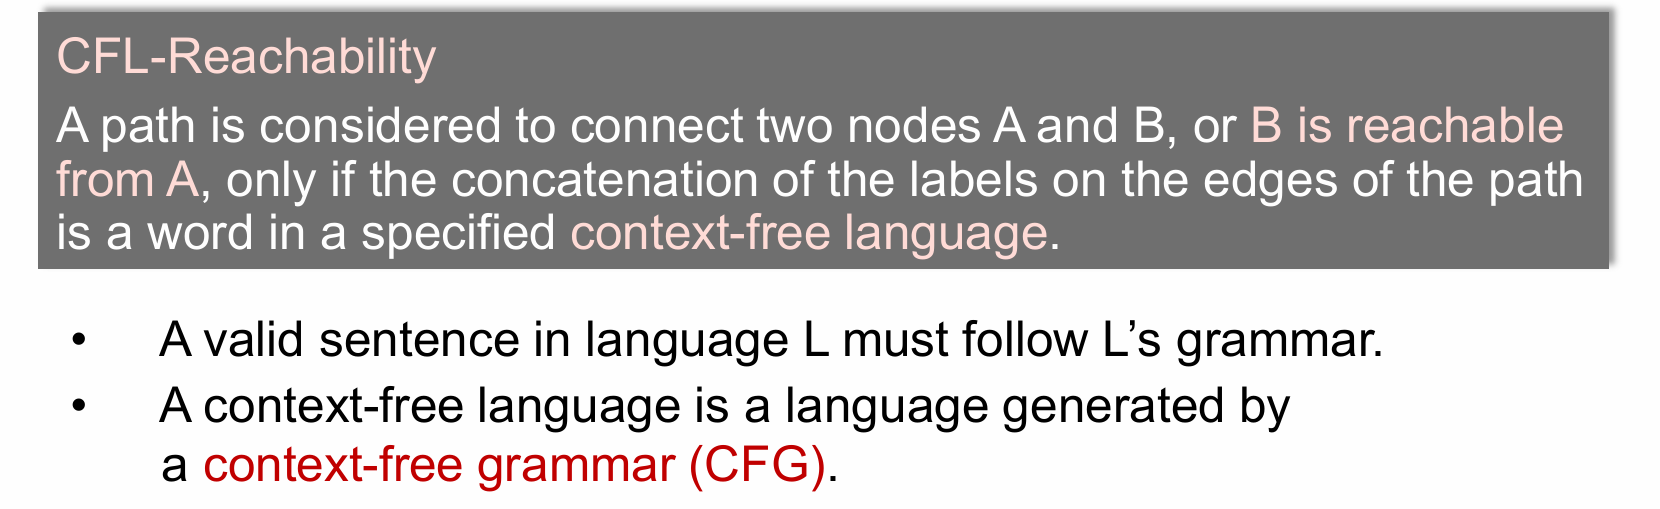 CFL-Reachability
A path is considered to connect two nodes A and B, or B is reachable
from A, only if the concatenation of the labels on the edges of the path
is a word in a specified context-free language.
• A valid sentence in language L must follow L’s grammar.
• A context-free language is a language generated by
a context-free grammar (CFG).